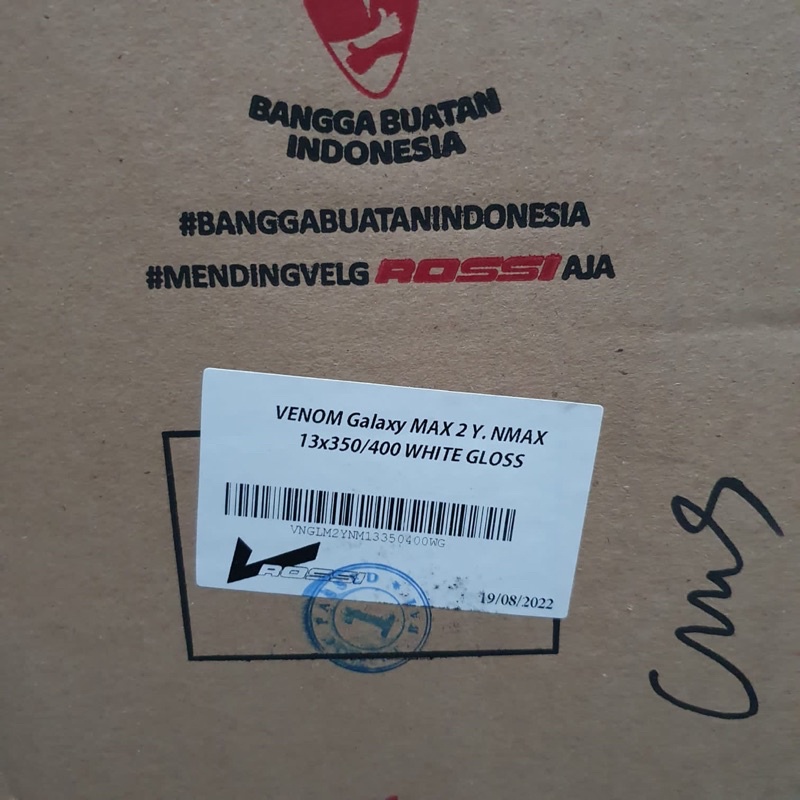 BANGGA BUATAN
INDONESIA
#BANGGABUATANINDONESIA
#MENDINGVELG ROSSI AJA
VENOM Galaxy MAX 2 Y. NMAX
13x350/400 WHITE GLOSS
VNGLM2YNM13350400WG
ROSSI
19/08/2022
1